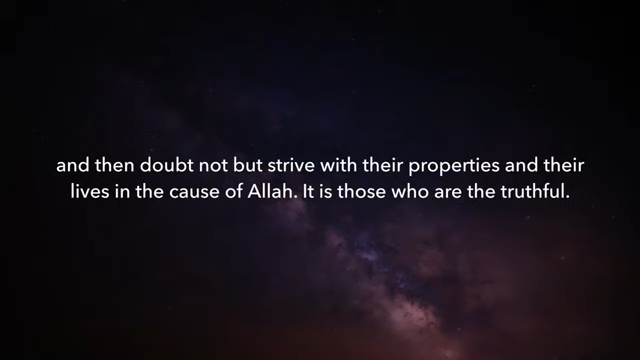 and then doubt not but strive with their properties and their
lives in the cause of Allah. It is those who are the truthful.